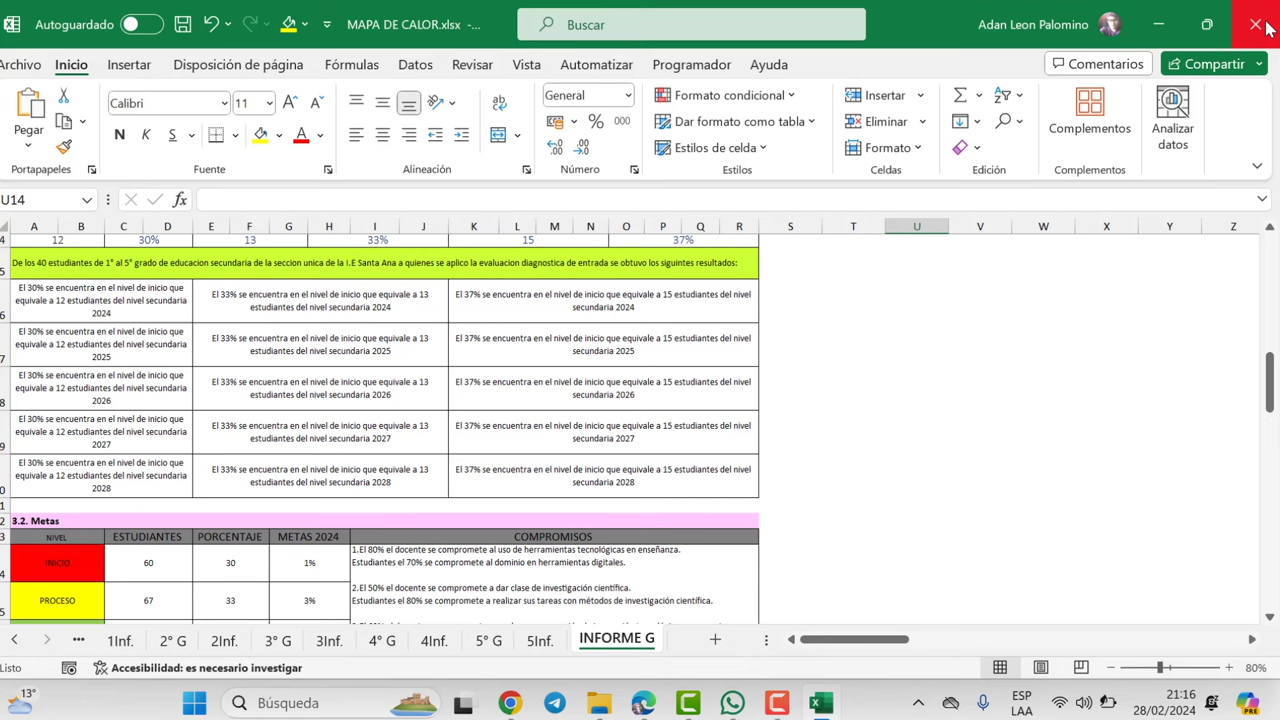 Autoguardado MAPA DE CALOR.xlsx -... Buscar Adan Leon Palomino
Archivo Inicio Insertar Disposición de página Fórmulas Datos Revisar Vista Automatizar Programador Ayuda Comentarios Compartir
Pegar
Portapapeles
Calibri 11
N K S
Fuente
Alineación
General
% 000
Número
Formato condicional
Dar formato como tabla
Estilos de celda
Estilos
Insertar
Eliminar
Formato
Celdas
Edición
Complementos
Complementos
Analizar
datos
U14 fx
A B C D E F G H I J K L M N O P Q R S T U V W X Y Z
4 12 30% 13 33% 15 37%
5 De los 40 estudiantes de 1° al 5° grado de educacion secundaria de la seccion unica de la I.E Santa Ana a quienes se aplico la evaluacion diagnostica de entrada se obtuvo los siguintes resultados:
6
El 30% se encuentra en el nivel de inicio que
equivale a 12 estudiantes del nivel secundaria
2024
El 33% se encuentra en el nivel de inicio que equivale a 13
estudiantes del nivel secundaria 2024
El 37% se encuentra en el nivel de inicio que equivale a 15 estudiantes del nivel
secundaria 2024
7
El 30% se encuentra en el nivel de inicio que
equivale a 12 estudiantes del nivel secundaria
2025
El 33% se encuentra en el nivel de inicio que equivale a 13
estudiantes del nivel secundaria 2025
El 37% se encuentra en el nivel de inicio que equivale a 15 estudiantes del nivel
secundaria 2025
8
El 30% se encuentra en el nivel de inicio que
equivale a 12 estudiantes del nivel secundaria
2026
El 33% se encuentra en el nivel de inicio que equivale a 13
estudiantes del nivel secundaria 2026
El 37% se encuentra en el nivel de inicio que equivale a 15 estudiantes del nivel
secundaria 2026
9
El 30% se encuentra en el nivel de inicio que
equivale a 12 estudiantes del nivel secundaria
2027
El 33% se encuentra en el nivel de inicio que equivale a 13
estudiantes del nivel secundaria 2027
El 37% se encuentra en el nivel de inicio que equivale a 15 estudiantes del nivel
secundaria 2027
0
El 30% se encuentra en el nivel de inicio que
equivale a 12 estudiantes del nivel secundaria
2028
El 33% se encuentra en el nivel de inicio que equivale a 13
estudiantes del nivel secundaria 2028
El 37% se encuentra en el nivel de inicio que equivale a 15 estudiantes del nivel
secundaria 2028
1
2 3.2. Metas
3 NIVEL ESTUDIANTES PORCENTAJE METAS 2024 COMPROMISOS
4 INICIO 60 30 1%
1.El 80% el docente se compromete al uso de herramientas tecnológicas en enseñanza.
Estudiantes el 70% se compromete al dominio en herramientas digitales.
5 PROCESO 67 33 3%
2.El 50% el docente se compromete a dar clase de investigación científica.
Estudiantes el 80% se compromete a realizar sus tareas con métodos de investigación científica.
... 1Inf. 2° G 2Inf. 3° G 3Inf. 4° G 4Inf. 5° G 5Inf. INFORME G
Listo Accesibilidad: es necesario investigar 80%
13° Búsqueda ESP
LAA 21:16
28/02/2024
PRE